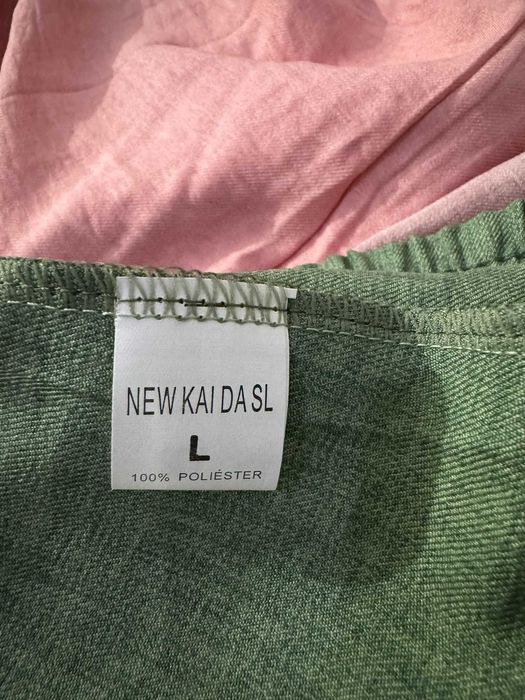 NEW KAI DA SL
L
100% POLIÉSTER